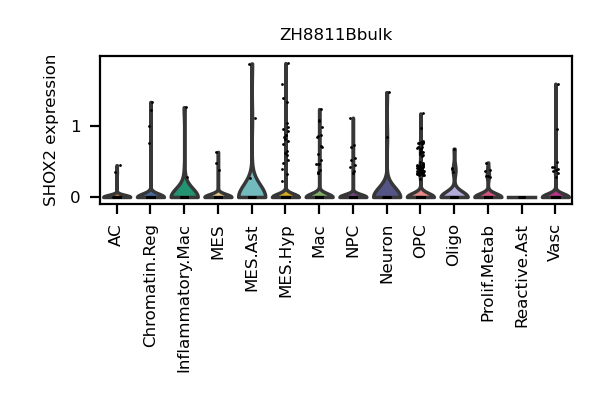 ZH8811Bbulk
SHOX2 expression
1
0
AC
Chromatin.Reg
Inflammatory.Mac
MES
MES.Ast
MES.Hyp
Mac
NPC
Neuron
OPC
Oligo
Prolif.Metab
Reactive.Ast
Vasc